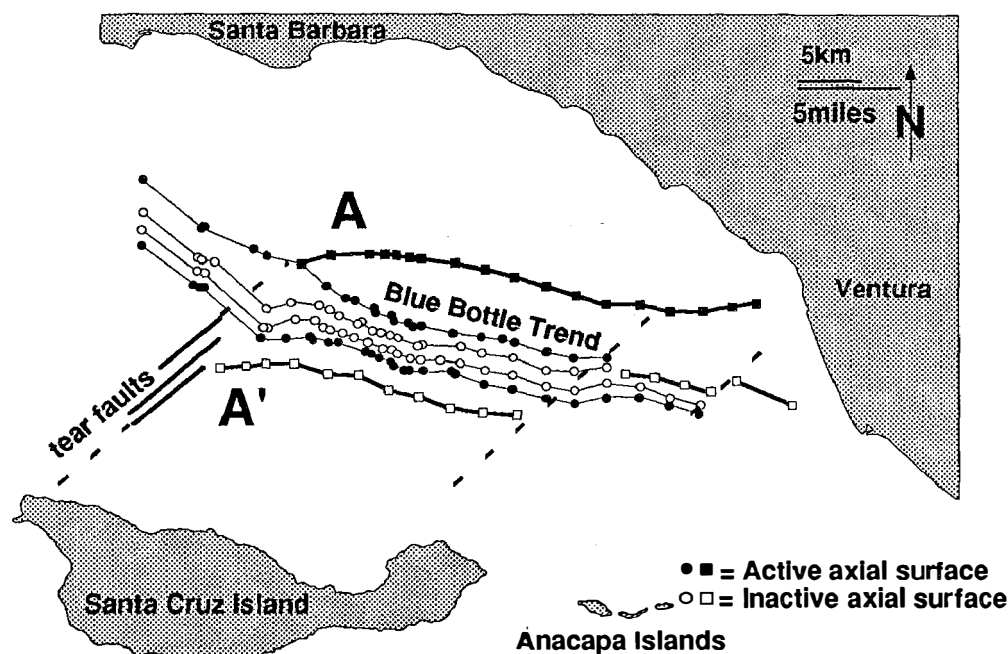 Santa Barbara
5km
5miles
N
A
Blue Bottle Trend
Ventura
tear faults
A'
Santa Cruz Island
= Active axial surface
= Inactive axial surface
Anacapa Islands